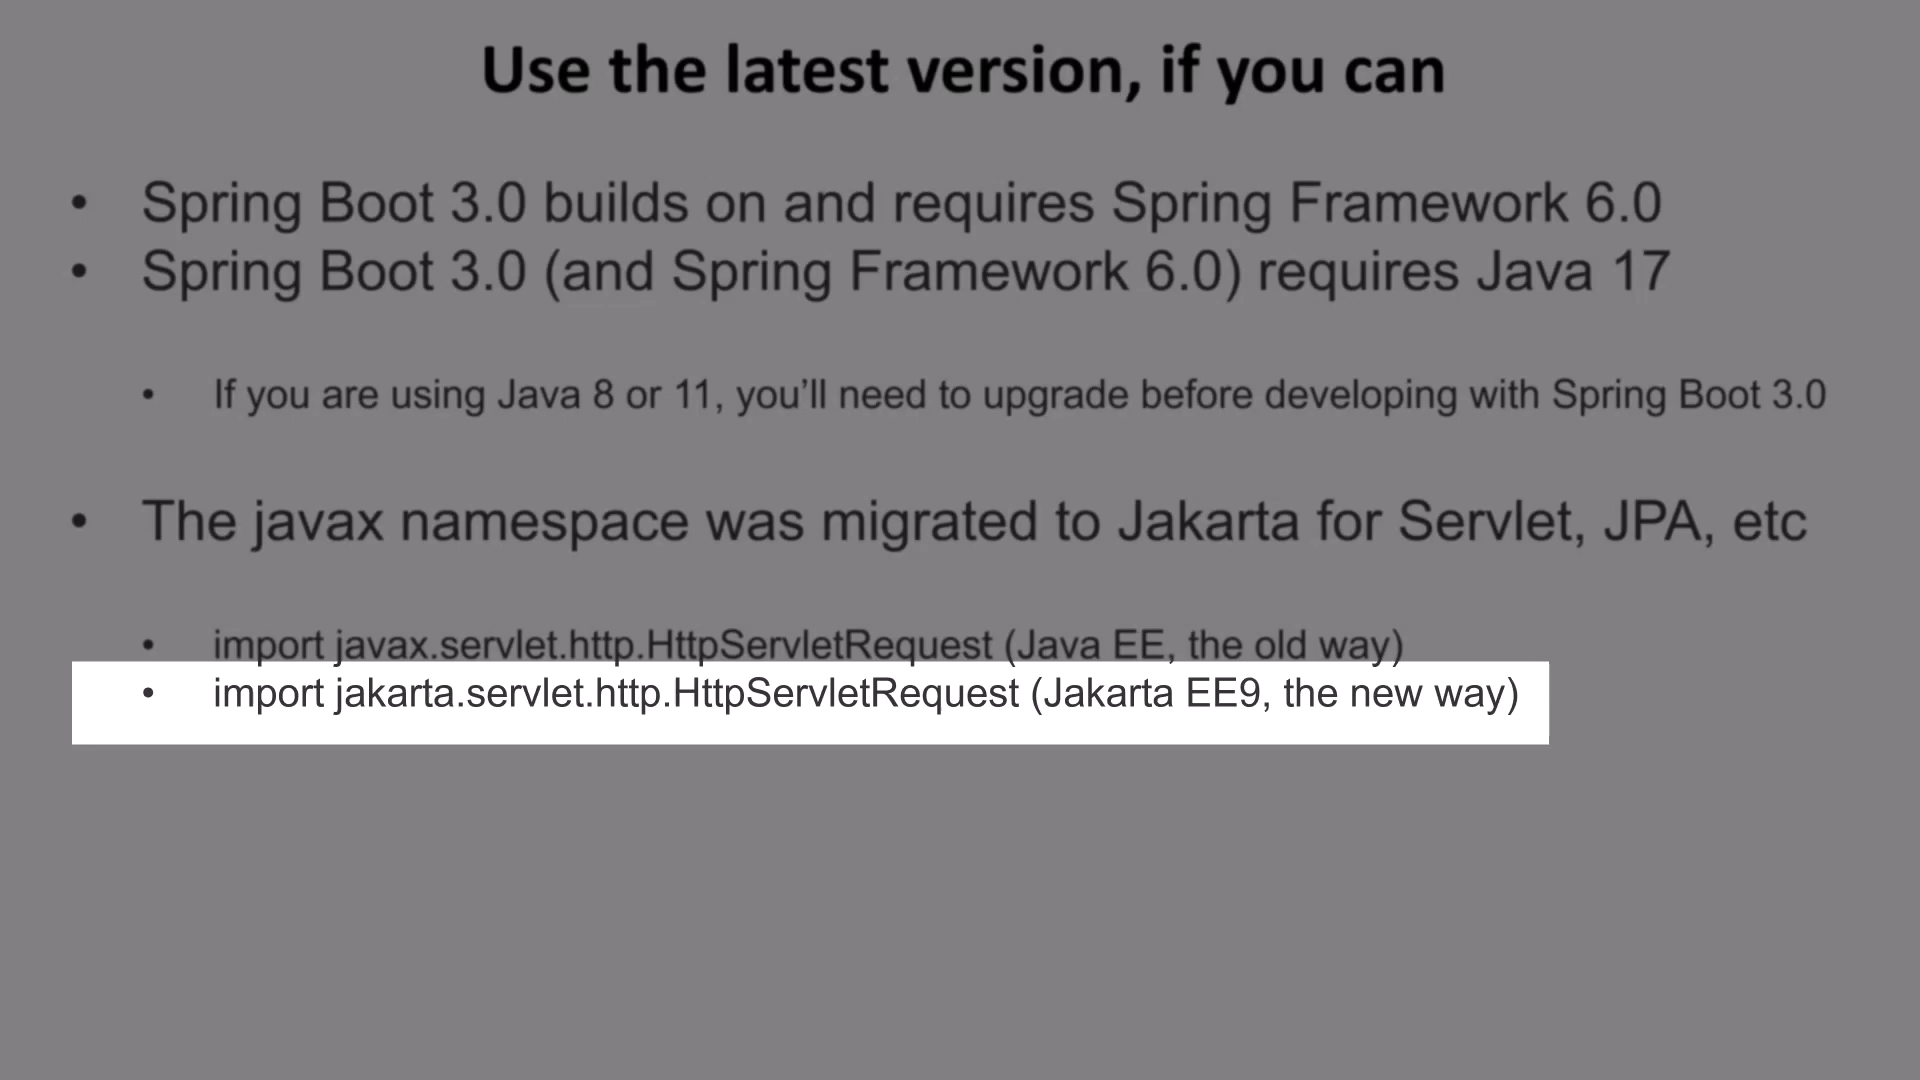 Use the latest version, if you can
• Spring Boot 3.0 builds on and requires Spring Framework 6.0
• Spring Boot 3.0 (and Spring Framework 6.0) requires Java 17
• If you are using Java 8 or 11, you’ll need to upgrade before developing with Spring Boot 3.0
• The javax namespace was migrated to Jakarta for Servlet, JPA, etc
• import javax.servlet.http.HttpServletRequest (Java EE, the old way)
• import jakarta.servlet.http.HttpServletRequest (Jakarta EE9, the new way)